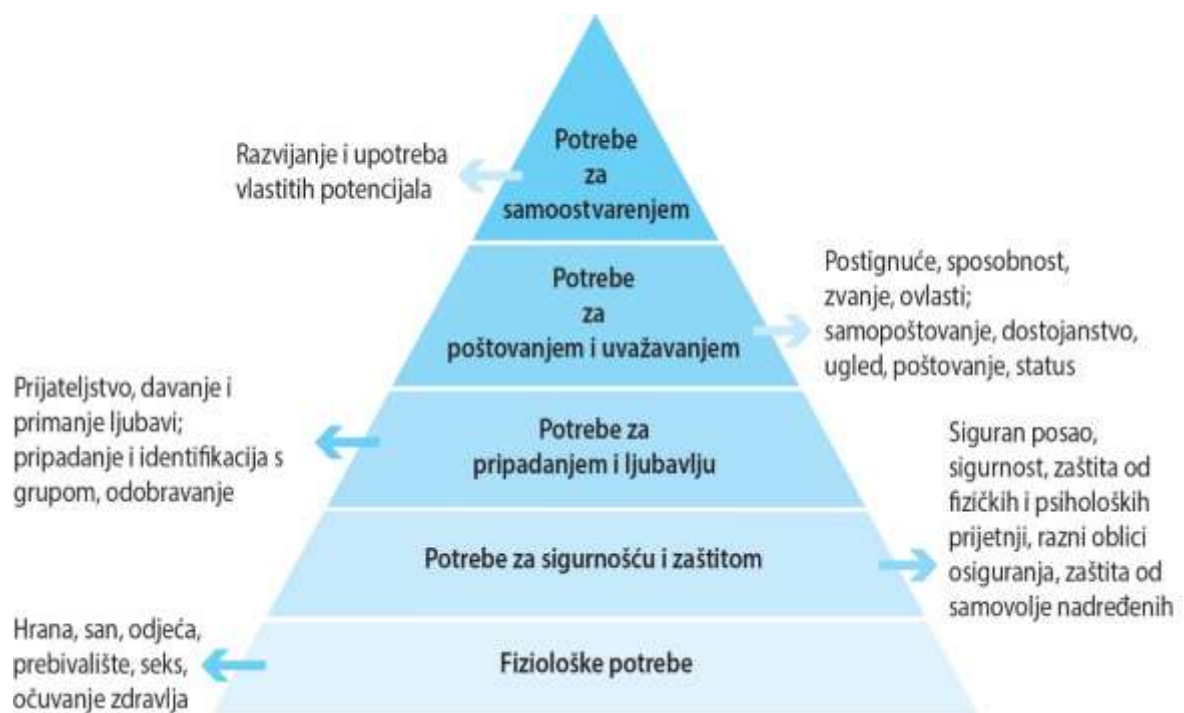 Potrebe
za
samoostvarenjem
Razvijanje i upotreba
vlastitih potencijala
Potrebe
za
poštovanjem i uvažavanjem
Postignuće, sposobnost,
zvanje, ovlasti;
samopoštovanje, dostojanstvo,
ugled, poštovanje, status
Prijateljstvo, davanje i
primanje ljubavi;
pripadanje i identifikacija s
grupom, odobravanje
Potrebe za
pripadanjem i ljubavlju
Siguran posao,
sigurnost, zaštita od
fizičkih i psiholoških
prijetnji, razni oblici
osiguranja, zaštita od
samovolje nadređenih
Potrebe za sigurnošću i zaštitom
Hrana, san, odjeća,
prebivalište, seks,
očuvanje zdravlja
Fiziološke potrebe